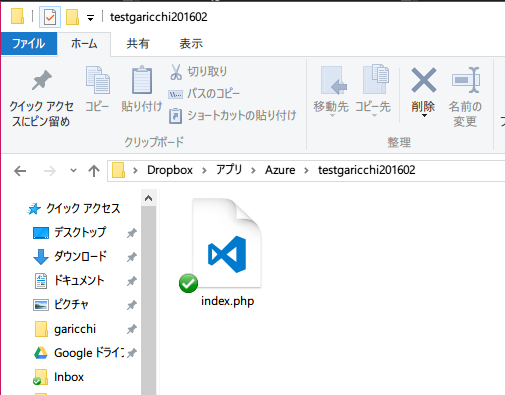 testgaricchi201602
ファイル ホーム 共有 表示
クイック アクセスにピン留め
コピー
貼り付け
切り取り
パスのコピー
ショートカットの貼り付け
移動先
コピー先
削除
名前の変更
クリップボード
整理
Dropbox > アプリ > Azure > testgaricchi201602
クイック アクセス
デスクトップ
ダウンロード
ドキュメント
ピクチャ
garicchi
Google ドライ
Inbox
index.php